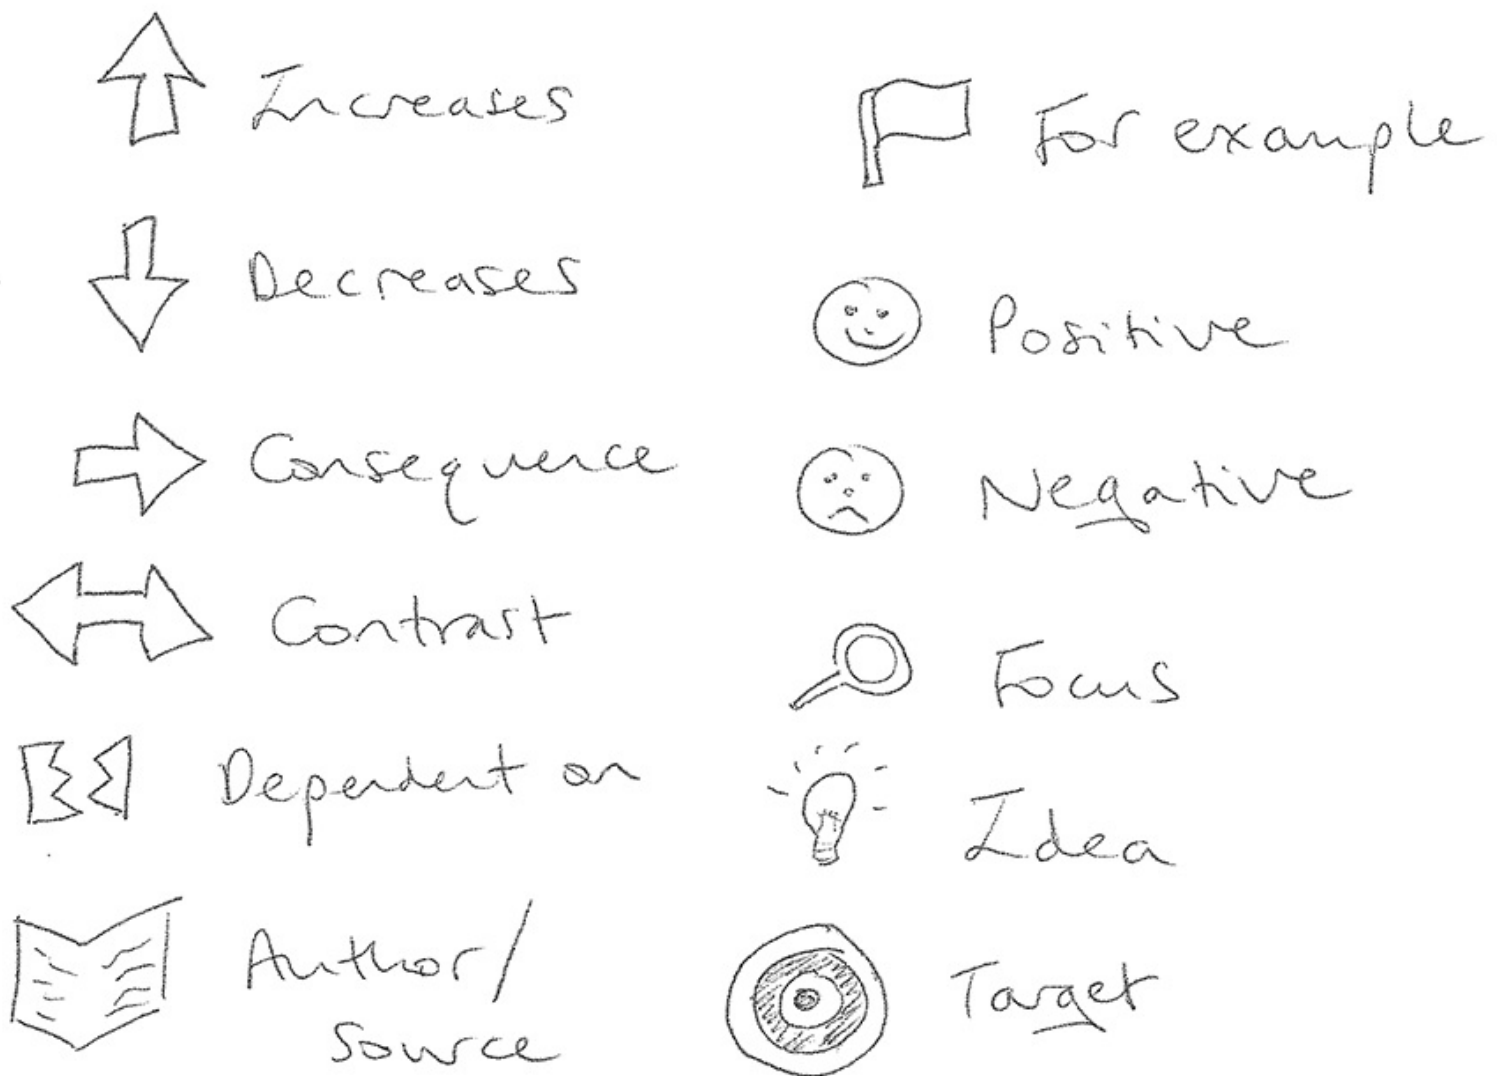 Increases
Decreases
Consequence
Contrast
Dependent on
Author/
Source
For example
Positive
Negative
Focus
Idea
Target